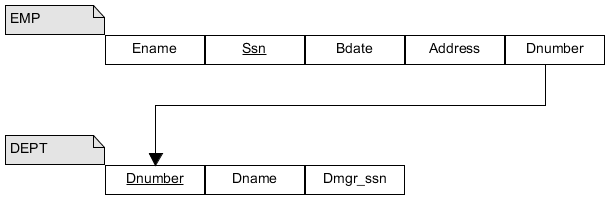 EMP
Ename Ssn Bdate Address Dnumber
DEPT
Dnumber Dname Dmgr_ssn